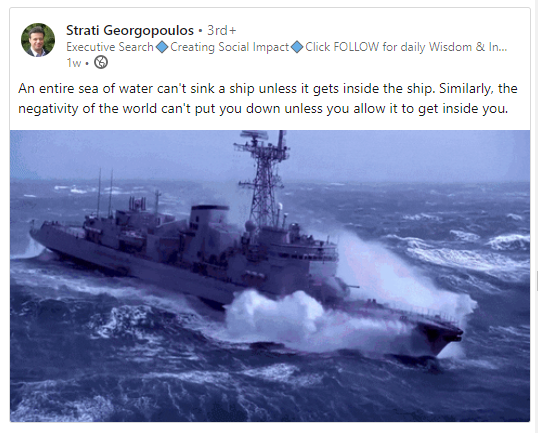 Strati Georgopoulos • 3rd+
Executive Search🔷Creating Social Impact🔷Click FOLLOW for daily Wisdom & In...
1w •
An entire sea of water can't sink a ship unless it gets inside the ship. Similarly, the
negativity of the world can't put you down unless you allow it to get inside you.